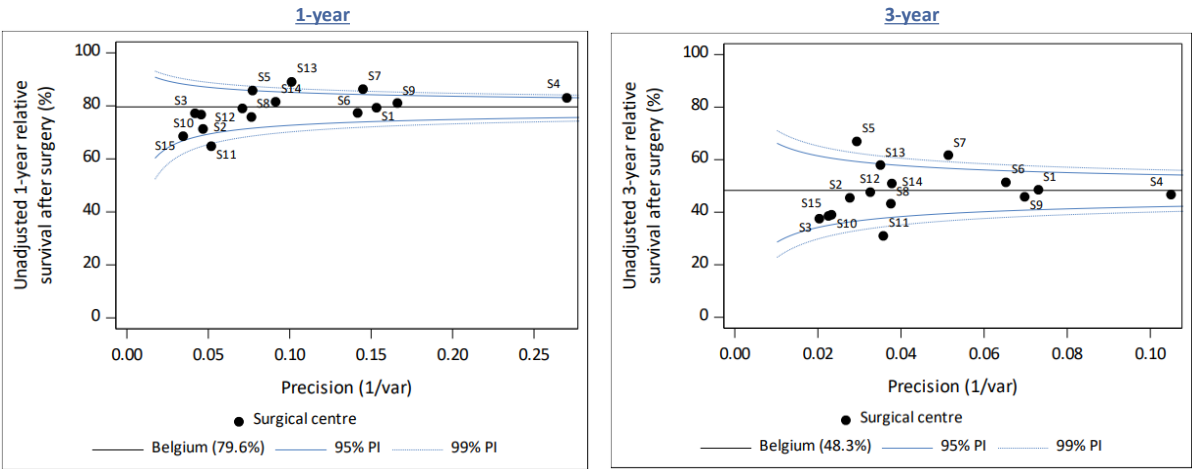 1-year
Unadjusted 1-year relative
survival after surgery (%)
100
80
60
40
20
0
S13
S5
S7
S4
S14
S9
S3
S8
S6
S12
S1
S10
S2
S15
S11
0.00 0.05 0.10 0.15 0.20 0.25
Precision (1/var)
Surgical centre
Belgium (79.6%) 95% PI 99% PI
3-year
Unadjusted 3-year relative
survival after surgery (%)
100
80
60
40
20
0
S5
S7
S13
S12
S14
S6
S1
S4
S2
S8
S15
S9
S3
S10
S11
0.00 0.02 0.04 0.06 0.08 0.10
Precision (1/var)
Surgical centre
Belgium (48.3%) 95% PI 99% PI